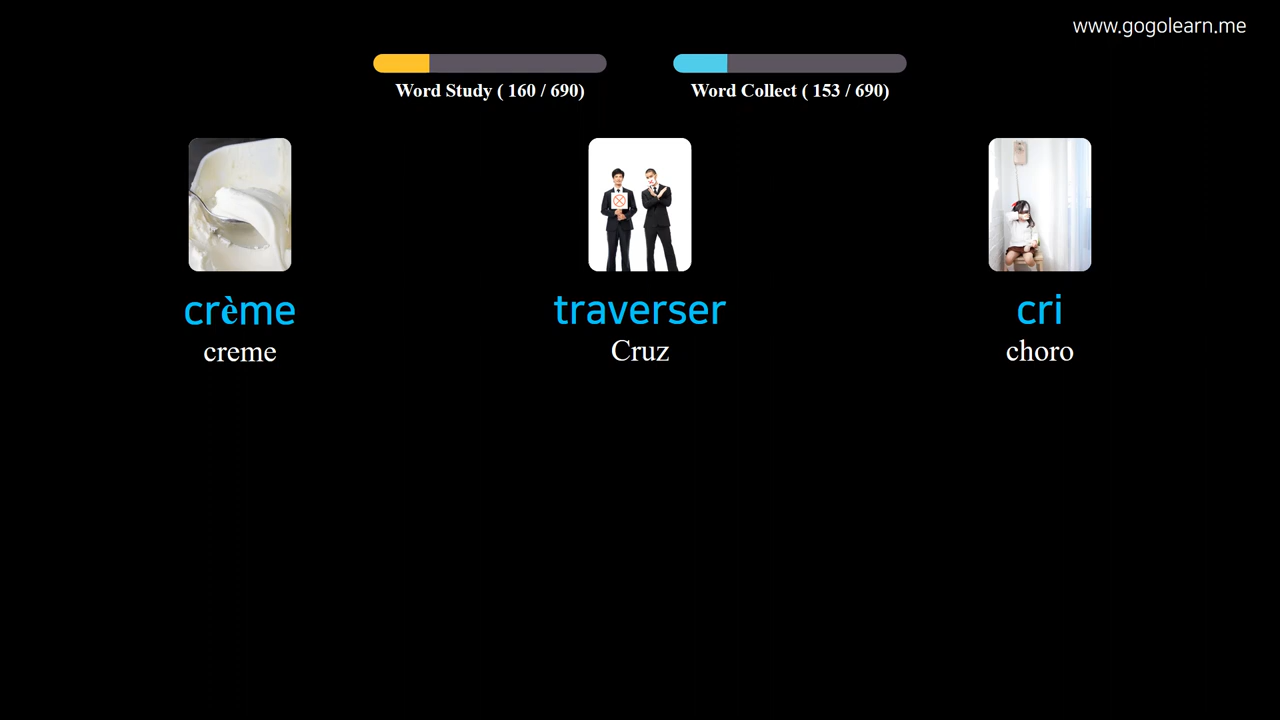 www.gogolearn.me
Word Study ( 160 / 690)
Word Collect ( 153 / 690)
crème
traverser
cri
creme
Cruz
choro